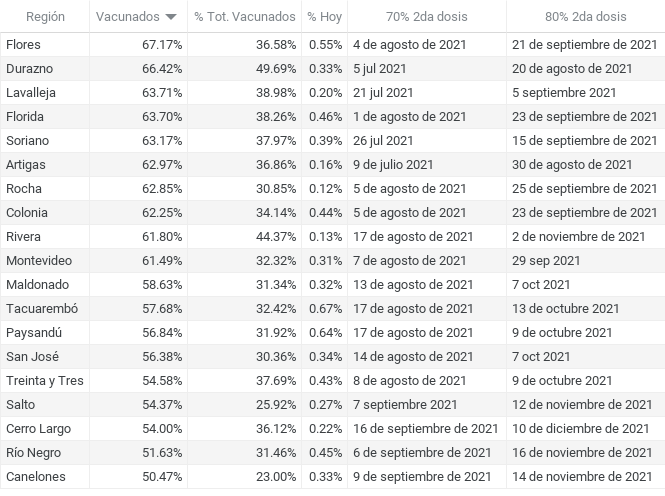 Región Vacunados % Tot. Vacunados % Hoy 70% 2da dosis 80% 2da dosis
Flores 67.17% 36.58% 0.55% 4 de agosto de 2021 21 de septiembre de 2021
Durazno 66.42% 49.69% 0.33% 5 jul 2021 20 de agosto de 2021
Lavalleja 63.71% 38.98% 0.20% 21 jul 2021 5 septiembre 2021
Florida 63.70% 38.26% 0.46% 1 de agosto de 2021 23 de septiembre de 2021
Soriano 63.17% 37.97% 0.39% 26 jul 2021 15 de septiembre de 2021
Artigas 62.97% 36.86% 0.16% 9 de julio 2021 30 de agosto de 2021
Rocha 62.85% 30.85% 0.12% 5 de agosto de 2021 25 de septiembre de 2021
Colonia 62.25% 34.14% 0.44% 5 de agosto de 2021 23 de septiembre de 2021
Rivera 61.80% 44.37% 0.13% 17 de agosto de 2021 2 de noviembre de 2021
Montevideo 61.49% 32.32% 0.31% 7 de agosto de 2021 29 sep 2021
Maldonado 58.63% 31.34% 0.32% 13 de agosto de 2021 7 oct 2021
Tacuarembó 57.68% 32.42% 0.67% 17 de agosto de 2021 13 de octubre 2021
Paysandú 56.84% 31.92% 0.64% 17 de agosto de 2021 9 de octubre 2021
San José 56.38% 30.36% 0.34% 14 de agosto de 2021 7 oct 2021
Treinta y Tres 54.58% 37.69% 0.43% 8 de agosto de 2021 9 de octubre 2021
Salto 54.37% 25.92% 0.27% 7 septiembre 2021 12 de noviembre de 2021
Cerro Largo 54.00% 36.12% 0.22% 16 de septiembre de 2021 10 de diciembre de 2021
Río Negro 51.63% 31.46% 0.45% 6 de septiembre de 2021 16 de noviembre de 2021
Canelones 50.47% 23.00% 0.33% 9 de septiembre de 2021 14 de noviembre de 2021